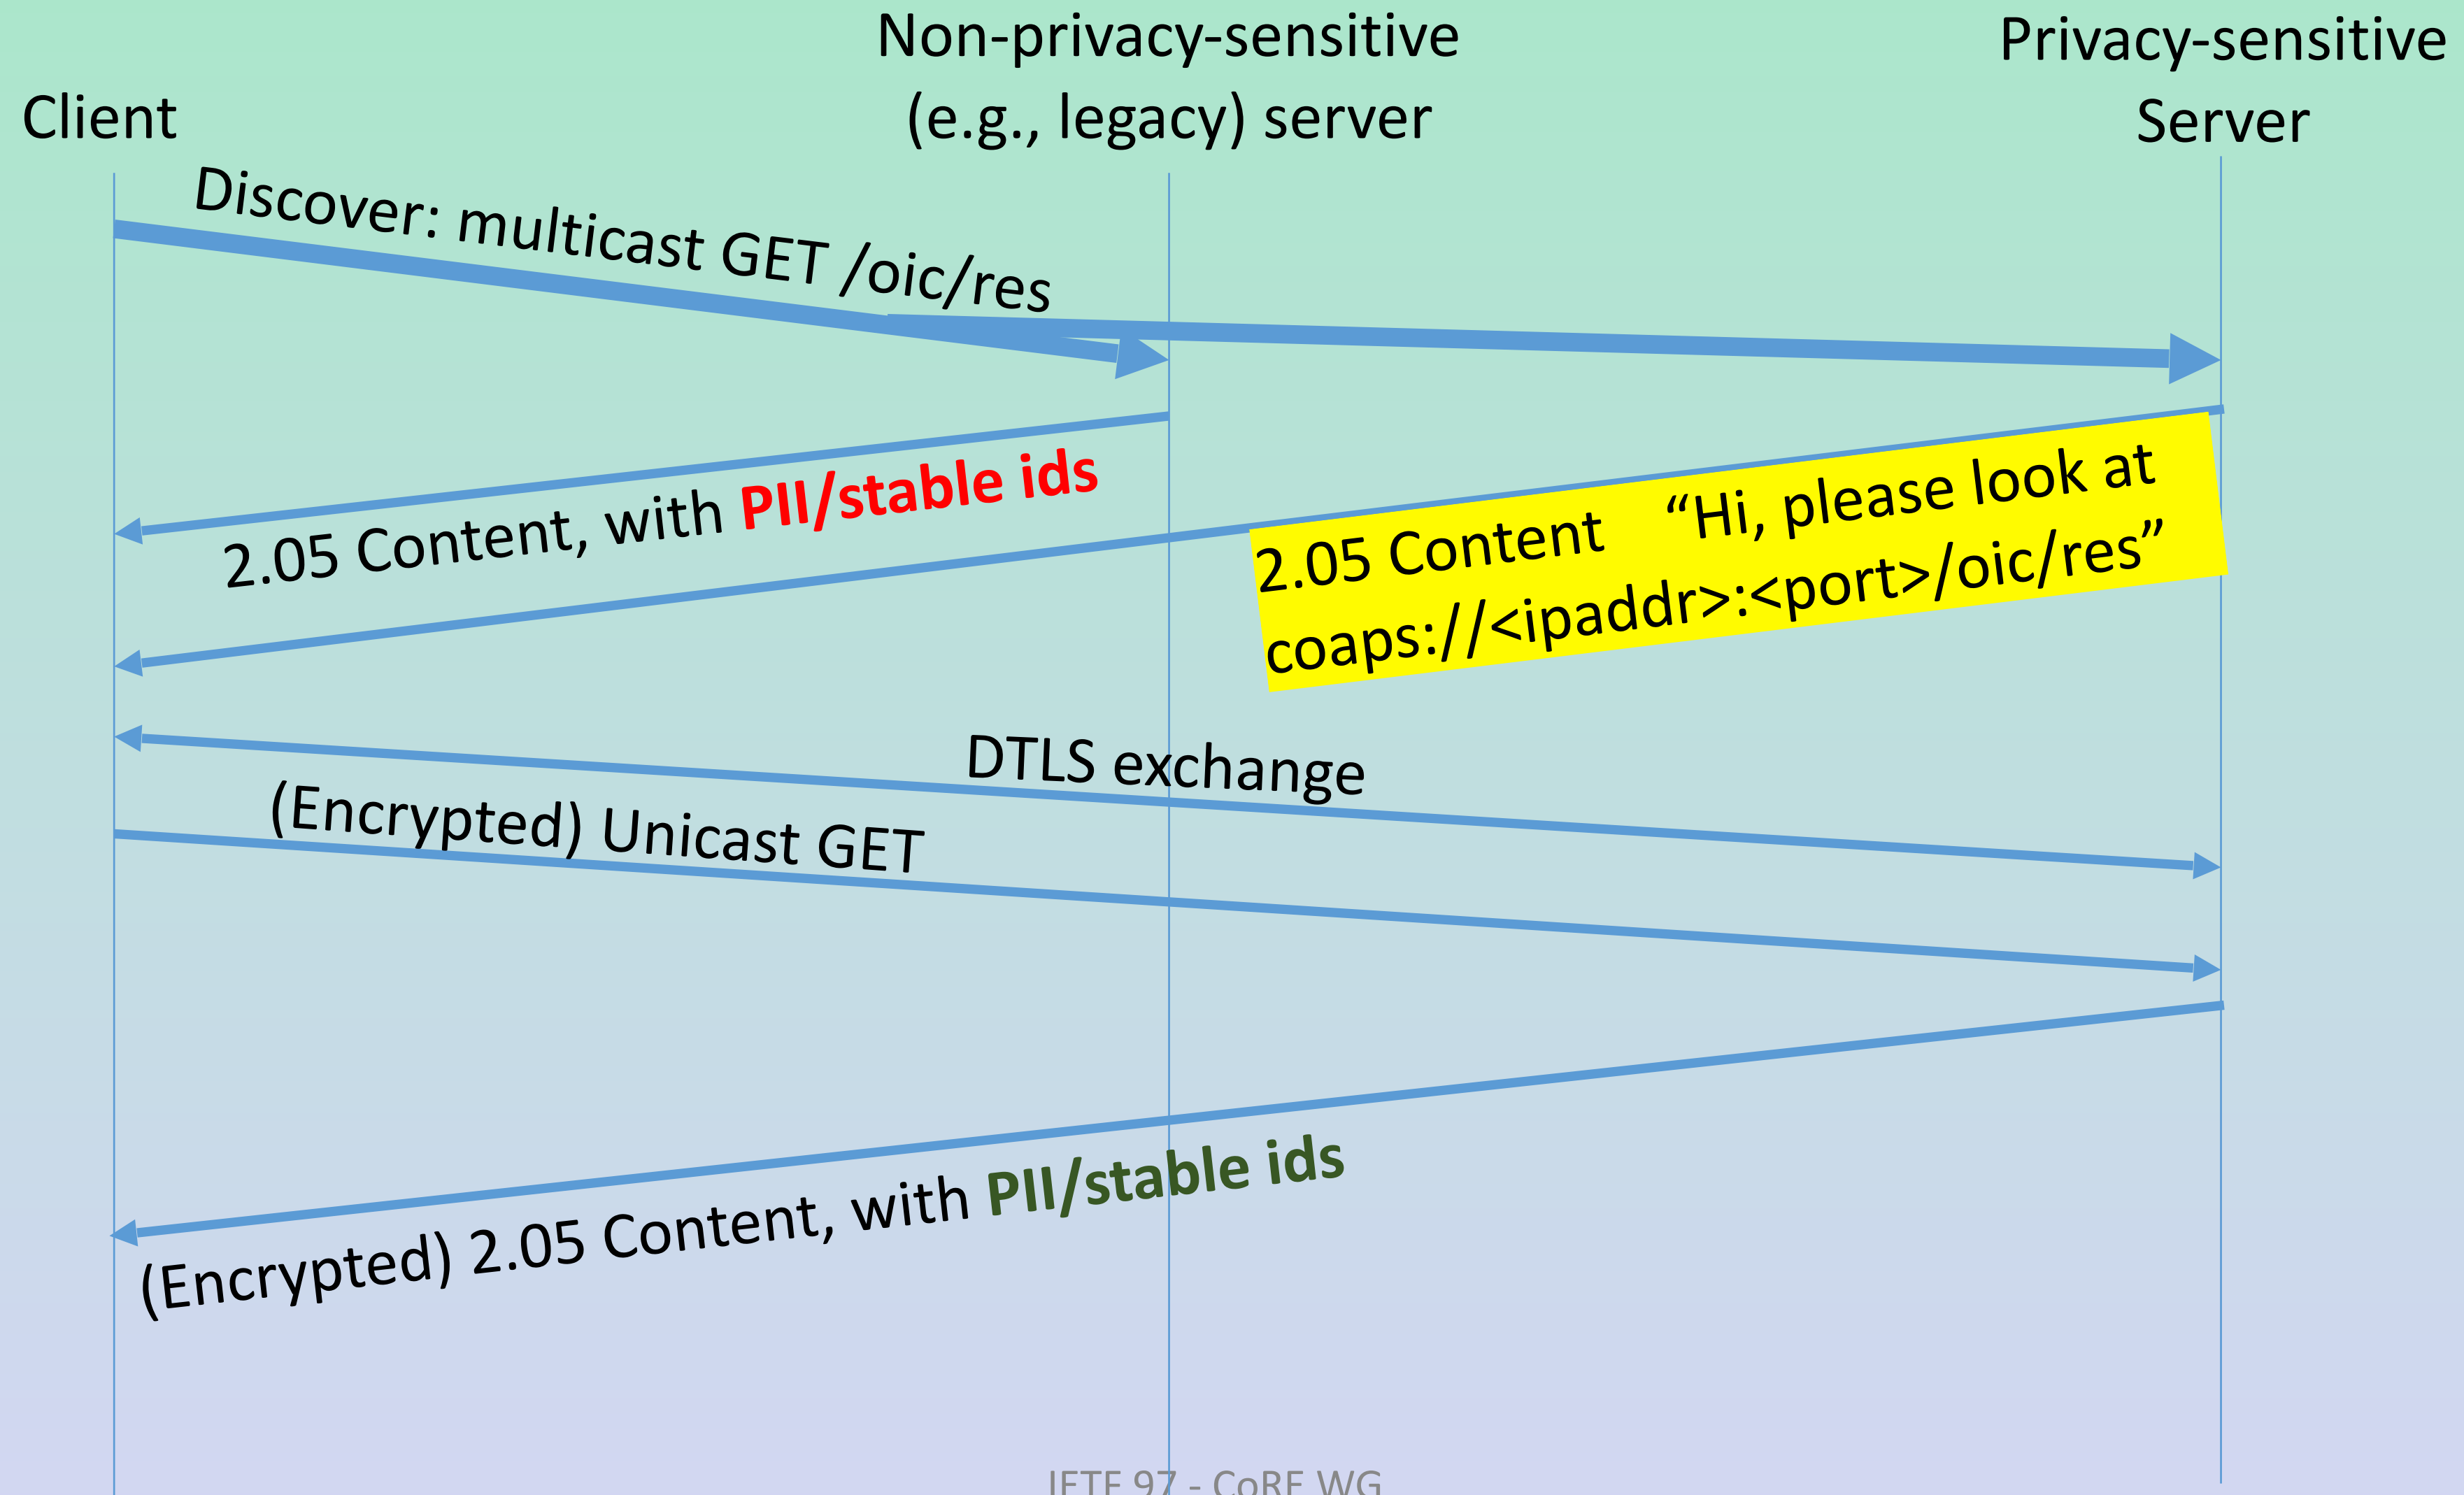 Non-privacy-sensitive
(e.g., legacy) server
Privacy-sensitive
Server
Client
Discover: multicast GET /oic/res
2.05 Content, with PII/stable ids
2.05 Content “Hi, please look at
coaps://<ipaddr>:<port>/oic/res”
DTLS exchange
(Encrypted) Unicast GET
(Encrypted) 2.05 Content, with PII/stable ids
IETF 97 - CoRE WG